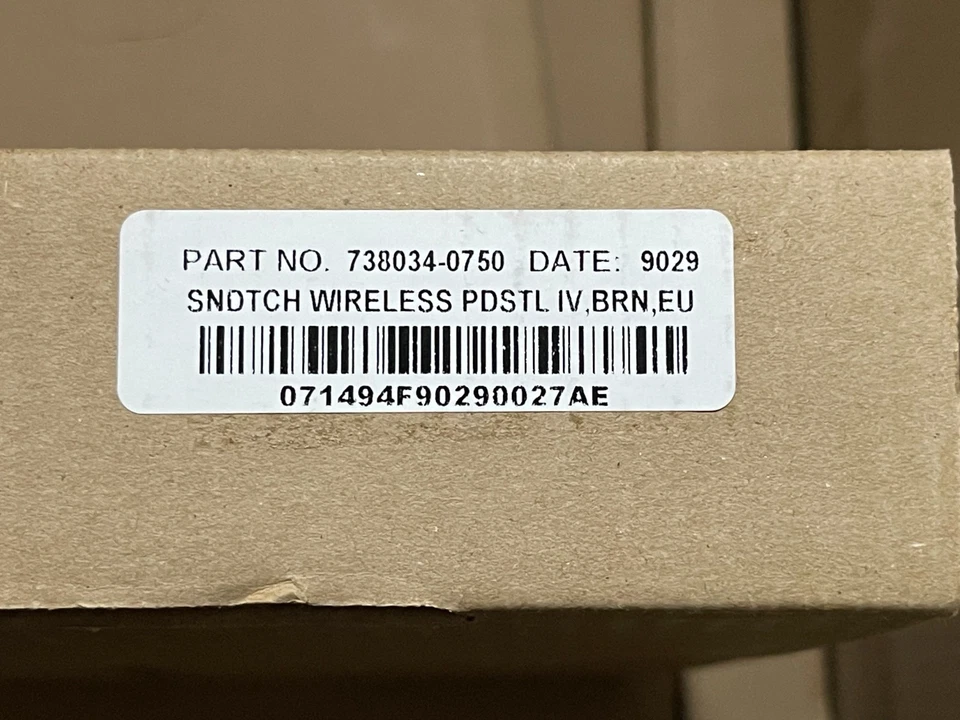 PART NO. 738034-0750 DATE: 9029
SNDTCH WIRELESS PDSTL IV,BRN,EU
071494F90290027AE